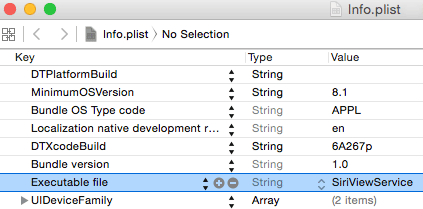 Info.plist
Info.plist › No Selection
Key Type Value
DTPlatformBuild String
MinimumOSVersion String 8.1
Bundle OS Type code String APPL
Localization native development r... String en
DTXcodeBuild String 6A267p
Bundle version String 1.0
Executable file String SiriViewService
UIDeviceFamily Array (2 items)